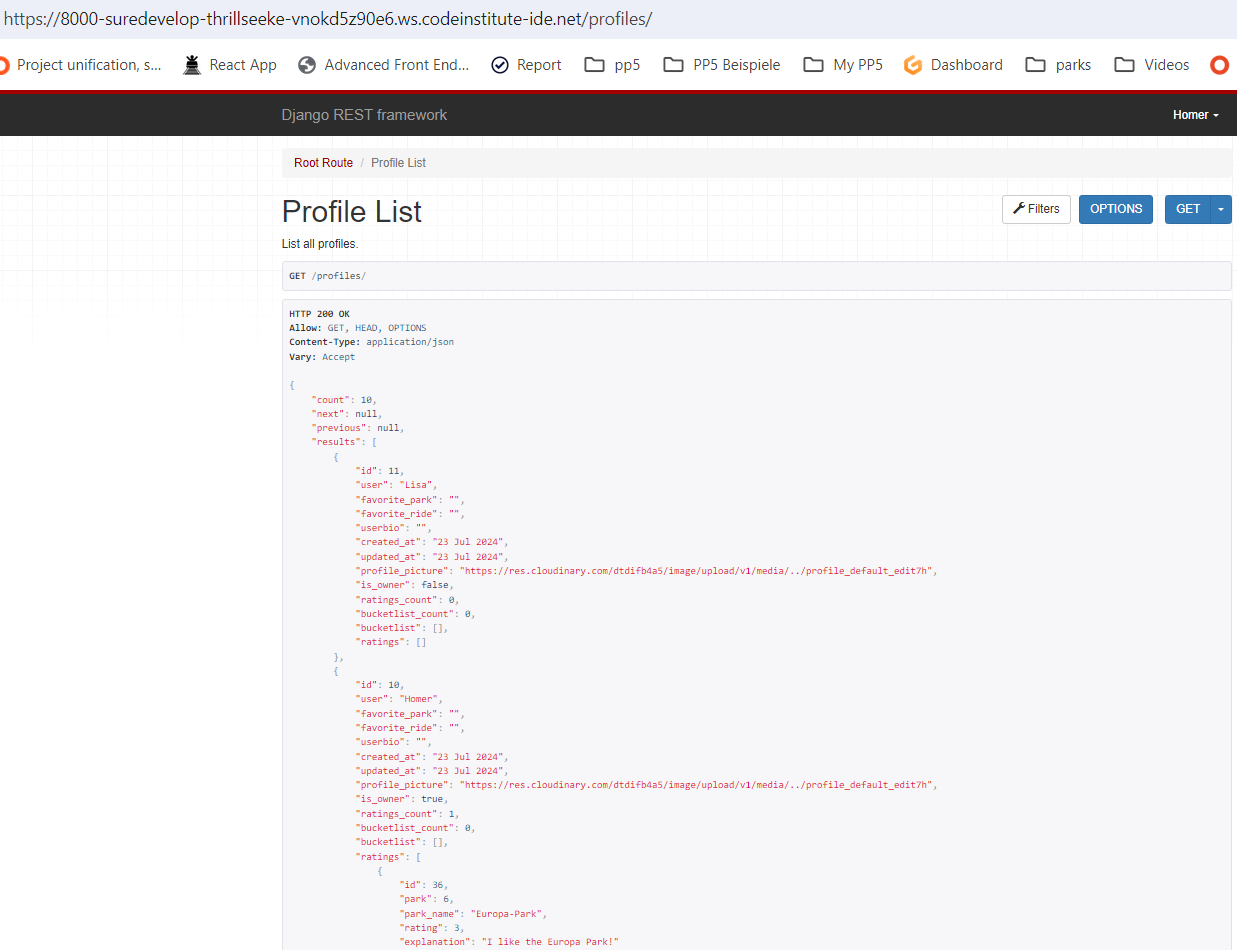 https://8000-suredevelop-thrillseeke-vnokd5z90e6.ws.codeinstitute-ide.net/profiles/
Project unification, s... React App Advanced Front End... Report pp5 PP5 Beispiele My PP5 Dashboard parks Videos
Django REST framework Homer
Root Route / Profile List
Profile List Filters OPTIONS GET
List all profiles.
GET /profiles/
HTTP 200 OK
Allow: GET, HEAD, OPTIONS
Content-Type: application/json
Vary: Accept
{
"count": 10,
"next": null,
"previous": null,
"results": [
{
"id": 11,
"user": "Lisa",
"favorite_park": "",
"favorite_ride": "",
"userbio": "",
"created_at": "23 Jul 2024",
"updated_at": "23 Jul 2024",
"profile_picture": "https://res.cloudinary.com/dtdifb4a5/image/upload/v1/media/../profile_default_edit7h",
"is_owner": false,
"ratings_count": 0,
"bucketlist_count": 0,
"bucketlist": [],
"ratings": []
},
{
"id": 10,
"user": "Homer",
"favorite_park": "",
"favorite_ride": "",
"userbio": "",
"created_at": "23 Jul 2024",
"updated_at": "23 Jul 2024",
"profile_picture": "https://res.cloudinary.com/dtdifb4a5/image/upload/v1/media/../profile_default_edit7h",
"is_owner": true,
"ratings_count": 1,
"bucketlist_count": 0,
"bucketlist": [],
"ratings": [
{
"id": 36,
"park": 6,
"park_name": "Europa-Park",
"rating": 3,
"explanation": "I like the Europa Park!"